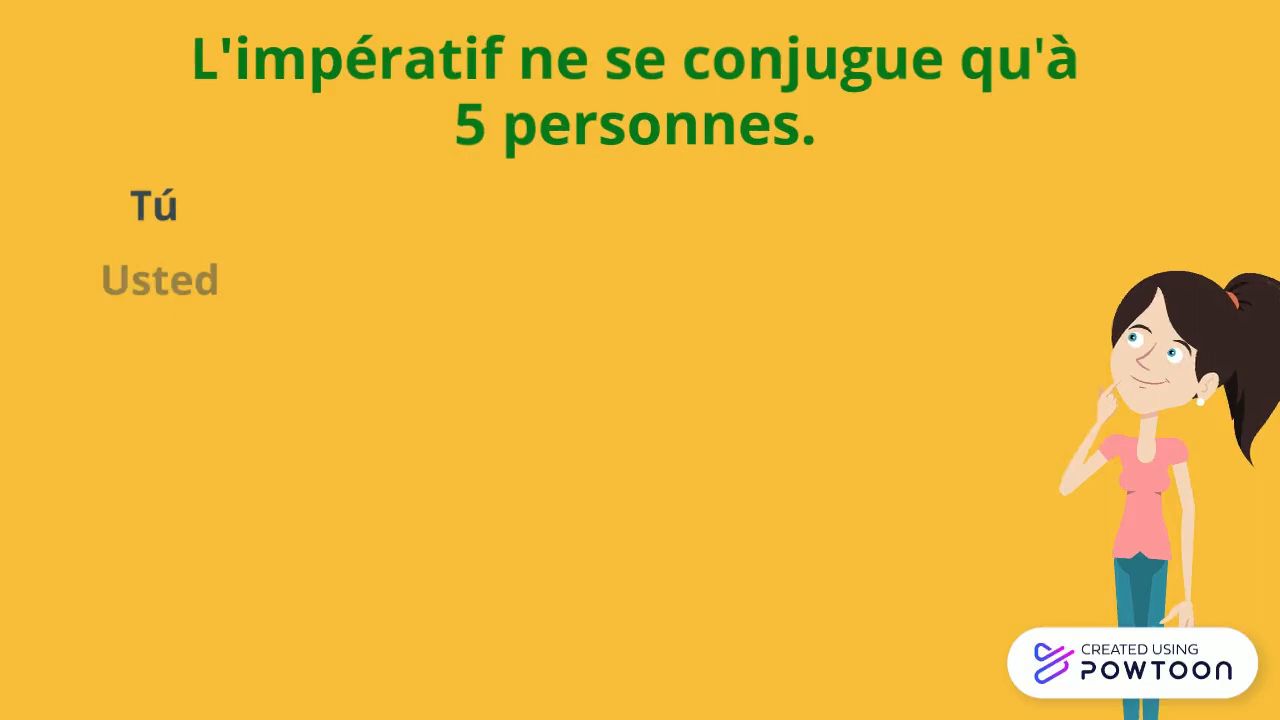 L'impératif ne se conjugue qu'à
5 personnes.
Tú
Usted
CREATED USING
POWTOON